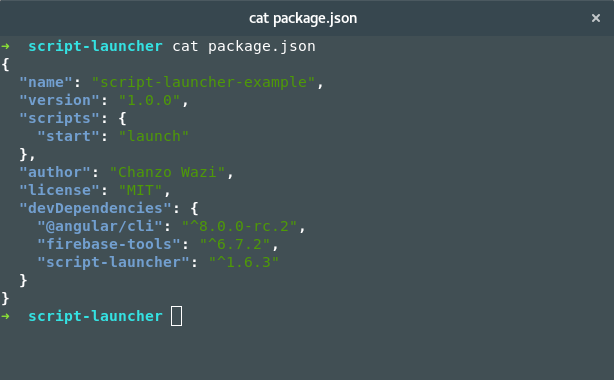 cat package.json
➜  script-launcher cat package.json
{
  "name": "script-launcher-example",
  "version": "1.0.0",
  "scripts": {
    "start": "launch"
  },
  "author": "Chanzo Wazi",
  "license": "MIT",
  "devDependencies": {
    "@angular/cli": "^8.0.0-rc.2",
    "firebase-tools": "^6.7.2",
    "script-launcher": "^1.6.3"
  }
}
➜  script-launcher